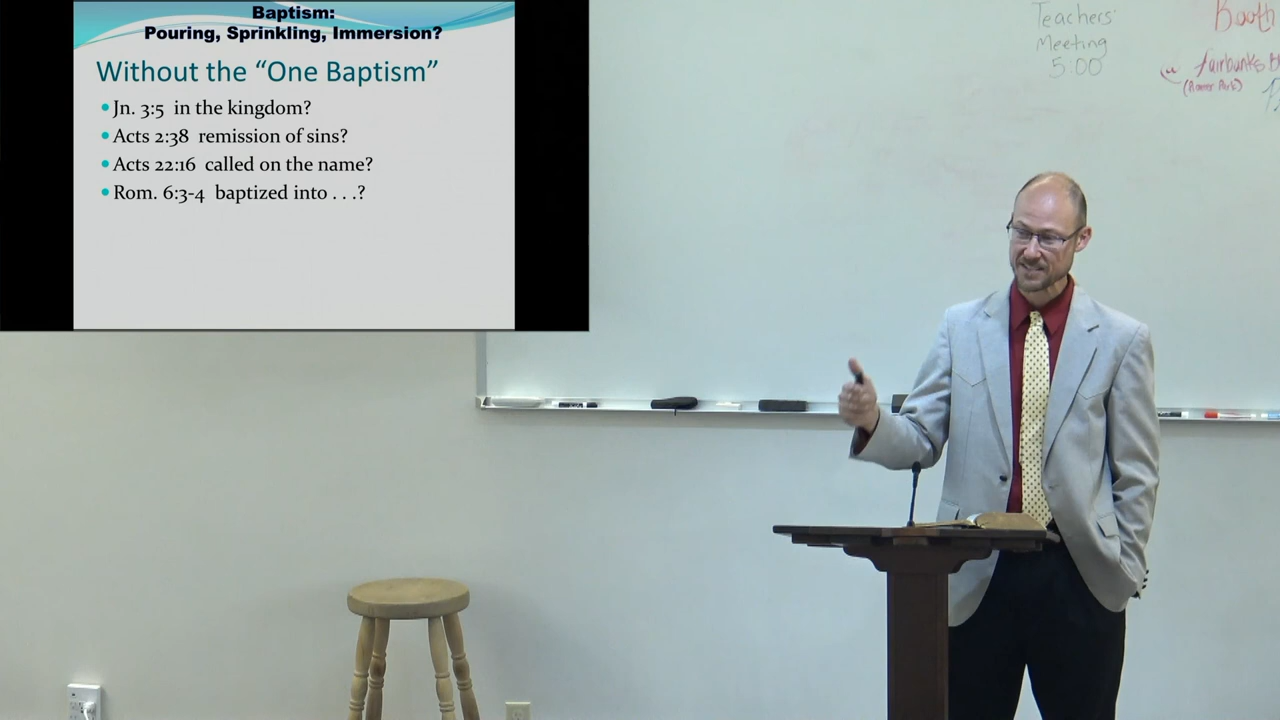 Baptism:
Pouring, Sprinkling, Immersion?
Without the “One Baptism”
Jn. 3:5 in the kingdom?
Acts 2:38 remission of sins?
Acts 22:16 called on the name?
Rom. 6:3-4 baptized into . . .?
Teachers'
Meeting
5:00
Booth
Fairbanks